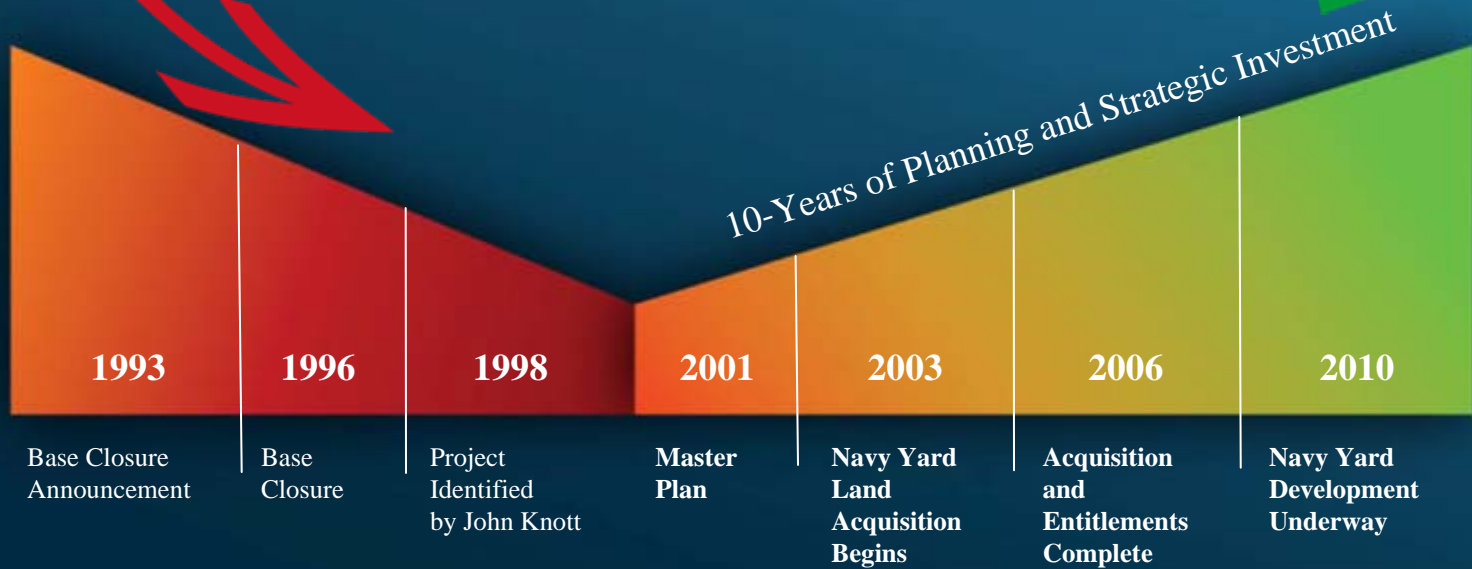 10-Years of Planning and Strategic Investment
1993
1996
1998
2001
2003
2006
2010
Base Closure
Announcement
Base
Closure
Project
Identified
by John Knott
Master
Plan
Navy Yard
Land
Acquisition
Begins
Acquisition
and
Entitlements
Complete
Navy Yard
Development
Underway